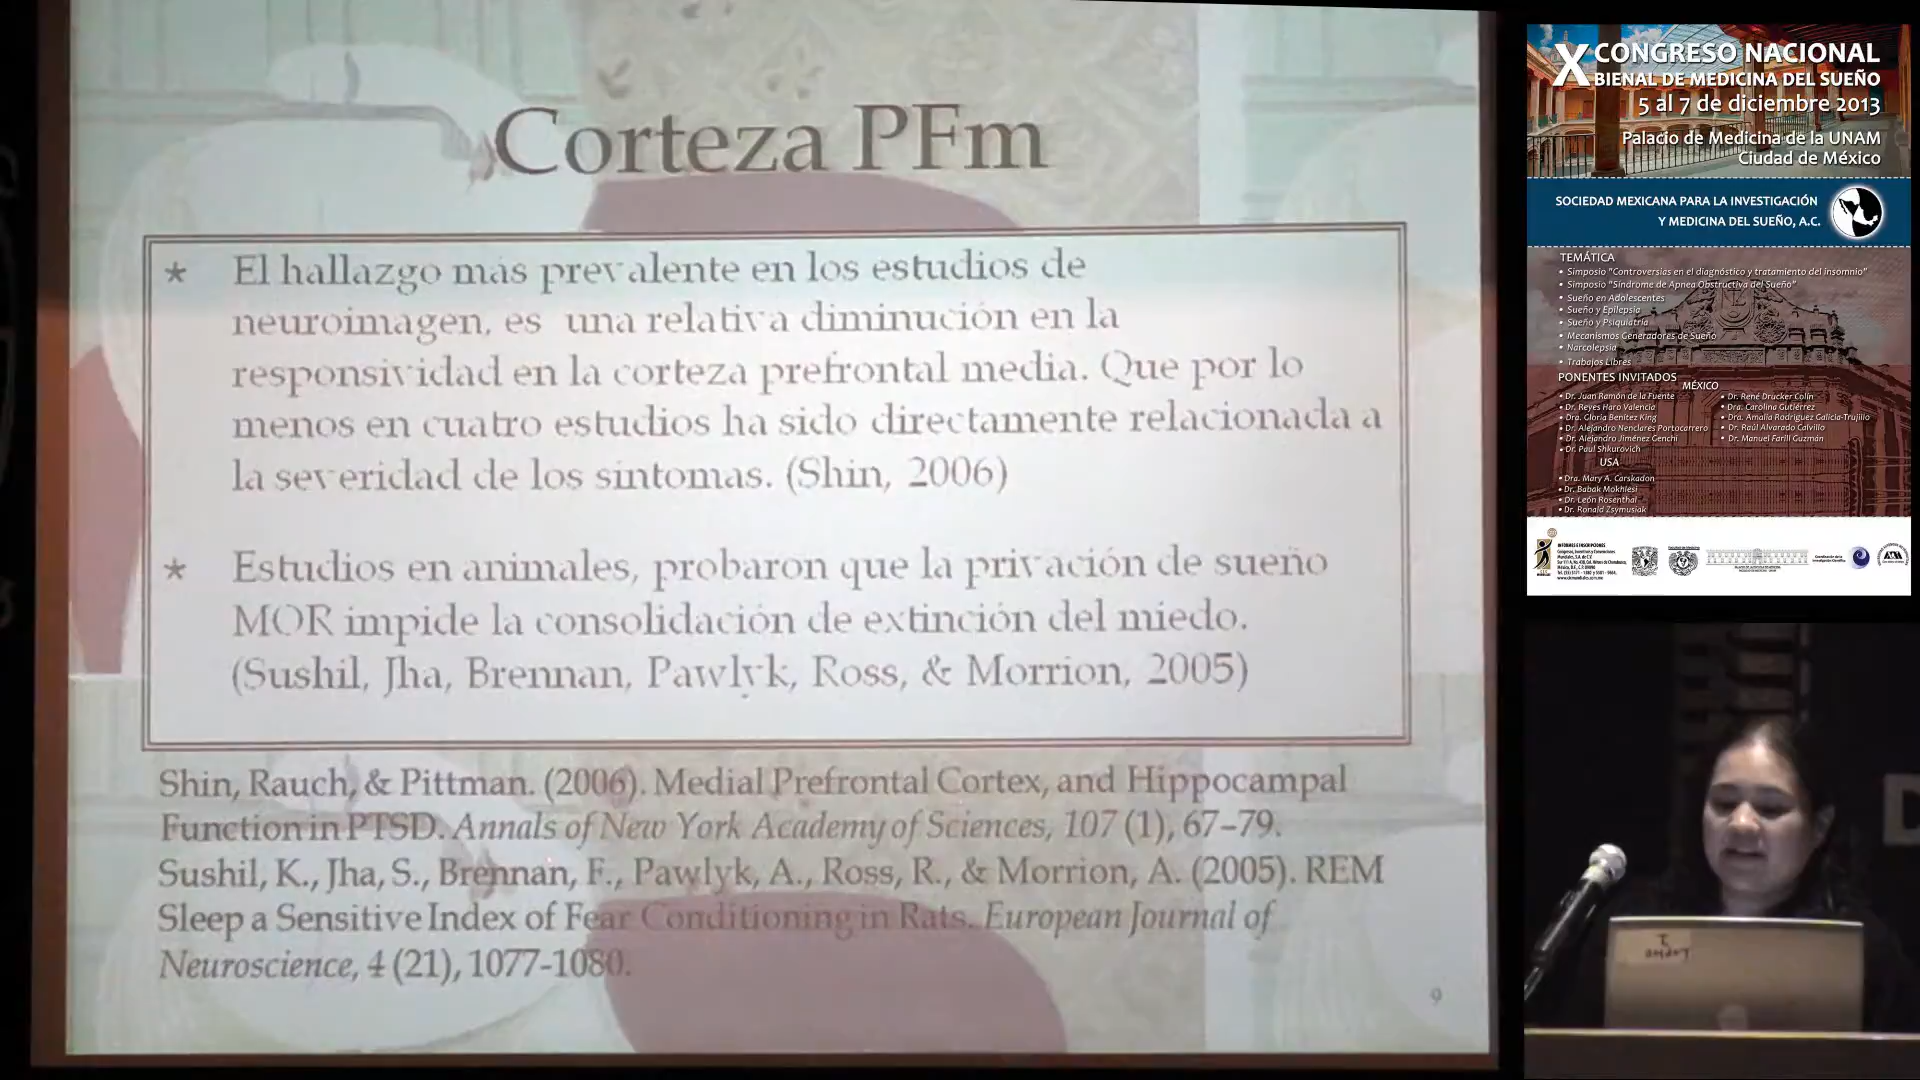 Corteza PFm
* El hallazgo mas prevalente en los estudios de
neuroimagen, es una relativa diminución en la
responsividad en la corteza prefrontal media. Que por lo
menos en cuatro estudios ha sido directamente relacionada a
la severidad de los sintomas. (Shin, 2006)
* Estudios en animales, probaron que la privación de sueño
MOR impide la consolidación de extinción del miedo.
(Sushil, Jha, Brennan, Pawlyk, Ross, & Morrion, 2005)
Shin, Rauch, & Pittman. (2006). Medial Prefrontal Cortex, and Hippocampal
Function in PTSD. Annals of New York Academy of Sciences, 107 (1), 67-79.
Sushil, K., Jha, S., Brennan, F., Pawlyk, A., Ross, R., & Morrion, A. (2005). REM
Sleep a Sensitive Index of Fear Conditioning in Rats. European Journal of
Neuroscience, 4 (21), 1077-1080.
9
X CONGRESO NACIONAL
BIENAL DE MEDICINA DEL SUEÑO
5 al 7 de diciembre 2013
Palacio de Medicina de la UNAM
Ciudad de México
SOCIEDAD MEXICANA PARA LA INVESTIGACIÓN
Y MEDICINA DEL SUEÑO, A.C.
TEMÁTICA
• Simposio "Controversias en el diagnóstico y tratamiento del insomnio"
• Simposio "Síndrome de Apnea Obstructiva del Sueño"
• Sueño en Adolescentes
• Sueño y Epilepsia
• Sueño y Psiquiatría
• Mecanismos Generadores de Sueño
• Narcolepsia
• Trabajos Libres
PONENTES INVITADOS
MÉXICO
• Dr. Juan Ramón de la Fuente
• Dr. Reyes Haro Valencia
• Dra. Gloria Benítez King
• Dr. Alejandro Nenclares Portocarrero
• Dr. Alejandro Jiménez Genchi
• Dr. Paul Shkurovich
• Dr. René Drucker Colín
• Dra. Carolina Gutiérrez
• Dra. Amalia Rodríguez Galicia-Trujillo
• Dr. Raúl Alvarado Calvillo
• Dr. Manuel Farill Guzmán
USA
• Dra. Mary A. Carskadon
• Dr. Babak Mokhlesi
• Dr. León Rosenthal
• Dr. Ronald Zsymusiak
INFORMES E INSCRIPCIONES